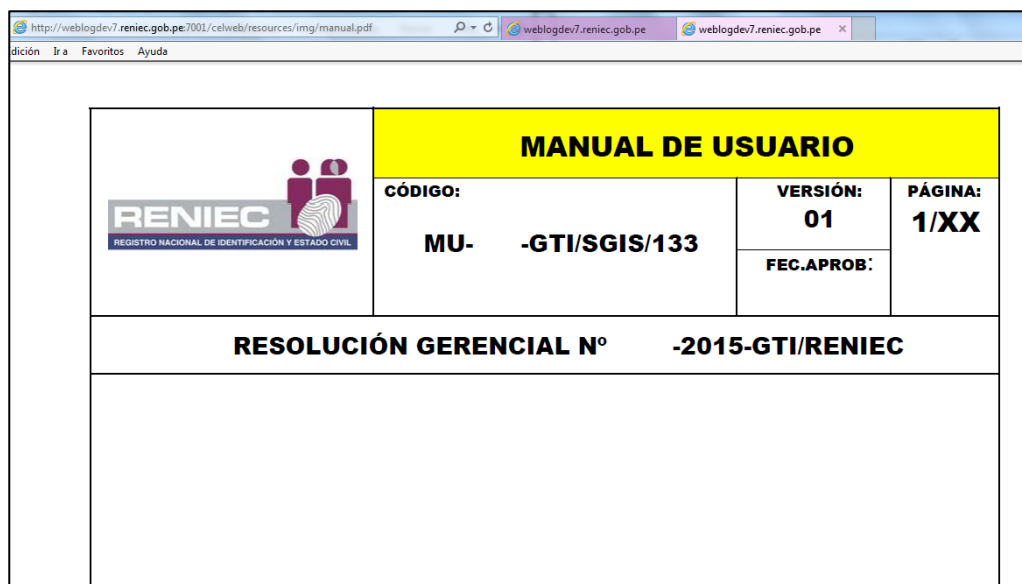 http://weblogdev7.reniec.gob.pe:7001/celweb/resources/img/manual.pdf
weblogdev7.reniec.gob.pe
weblogdev7.reniec.gob.pe
dición Ir a Favoritos Ayuda
RENIEC
REGISTRO NACIONAL DE IDENTIFICACIÓN Y ESTADO CIVIL
MANUAL DE USUARIO
CÓDIGO:
MU- -GTI/SGIS/133
VERSIÓN:
01
FEC.APROB:
PÁGINA:
1/XX
RESOLUCIÓN GERENCIAL Nº -2015-GTI/RENIEC